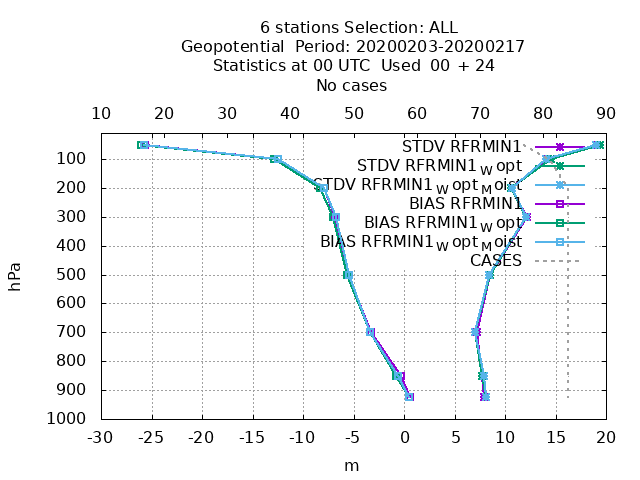 6 stations Selection: ALL
Geopotential  Period: 20200203-20200217
Statistics at 00 UTC  Used  00 + 24
No cases
10 20 30 40 50 60 70 80 90
STDV RFRMIN1
100
STDV RFRMIN1_W opt
200
STDV RFRMIN1_W opt_M oist
BIAS RFRMIN1
300
BIAS RFRMIN1_W opt
400
BIAS RFRMIN1_W opt_M oist
CASES
500
600
700
800
900
1000
hPa
-30 -25 -20 -15 -10 -5 0 5 10 15 20
m